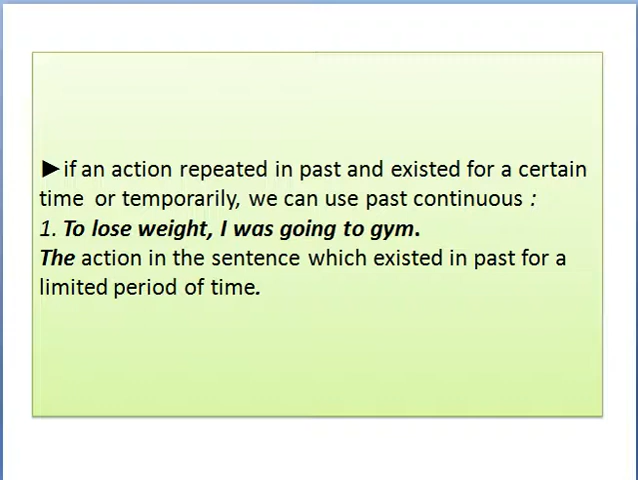 ►if an action repeated in past and existed for a certain
time or temporarily, we can use past continuous :
1. To lose weight, I was going to gym.
The action in the sentence which existed in past for a
limited period of time.